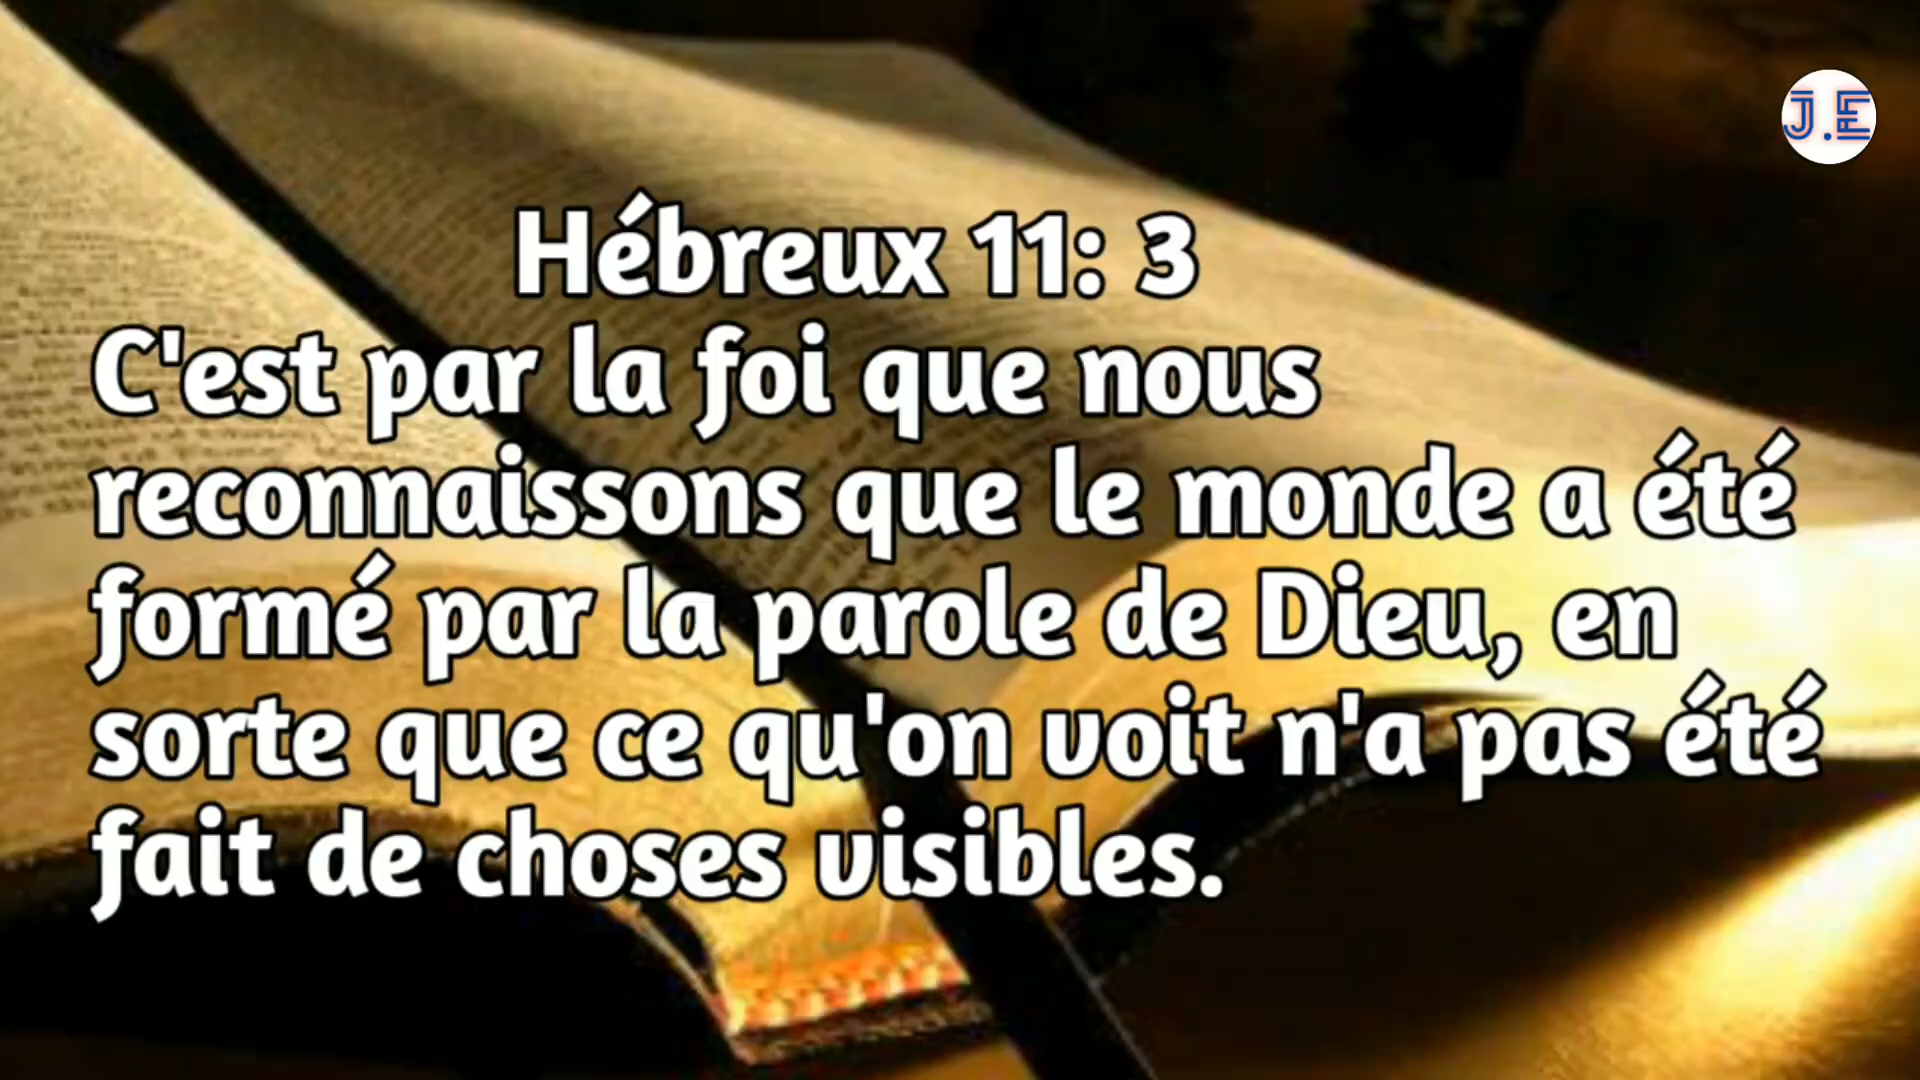 J.E
Hébreux 11: 3
C'est par la foi que nous
reconnaissons que le monde a été
formé par la parole de Dieu, en
sorte que ce qu'on voit n'a pas été
fait de choses visibles.